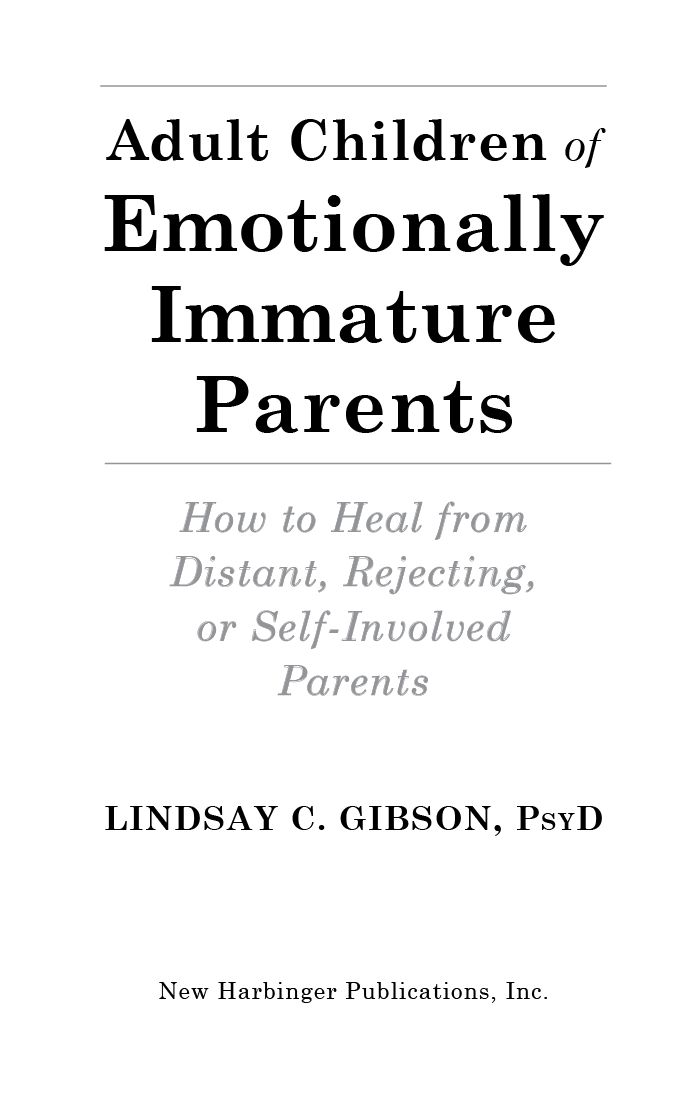 Adult Children of
Emotionally
Immature
Parents
How to Heal from
Distant, Rejecting,
or Self-Involved
Parents
LINDSAY C. GIBSON, PSYD
New Harbinger Publications, Inc.